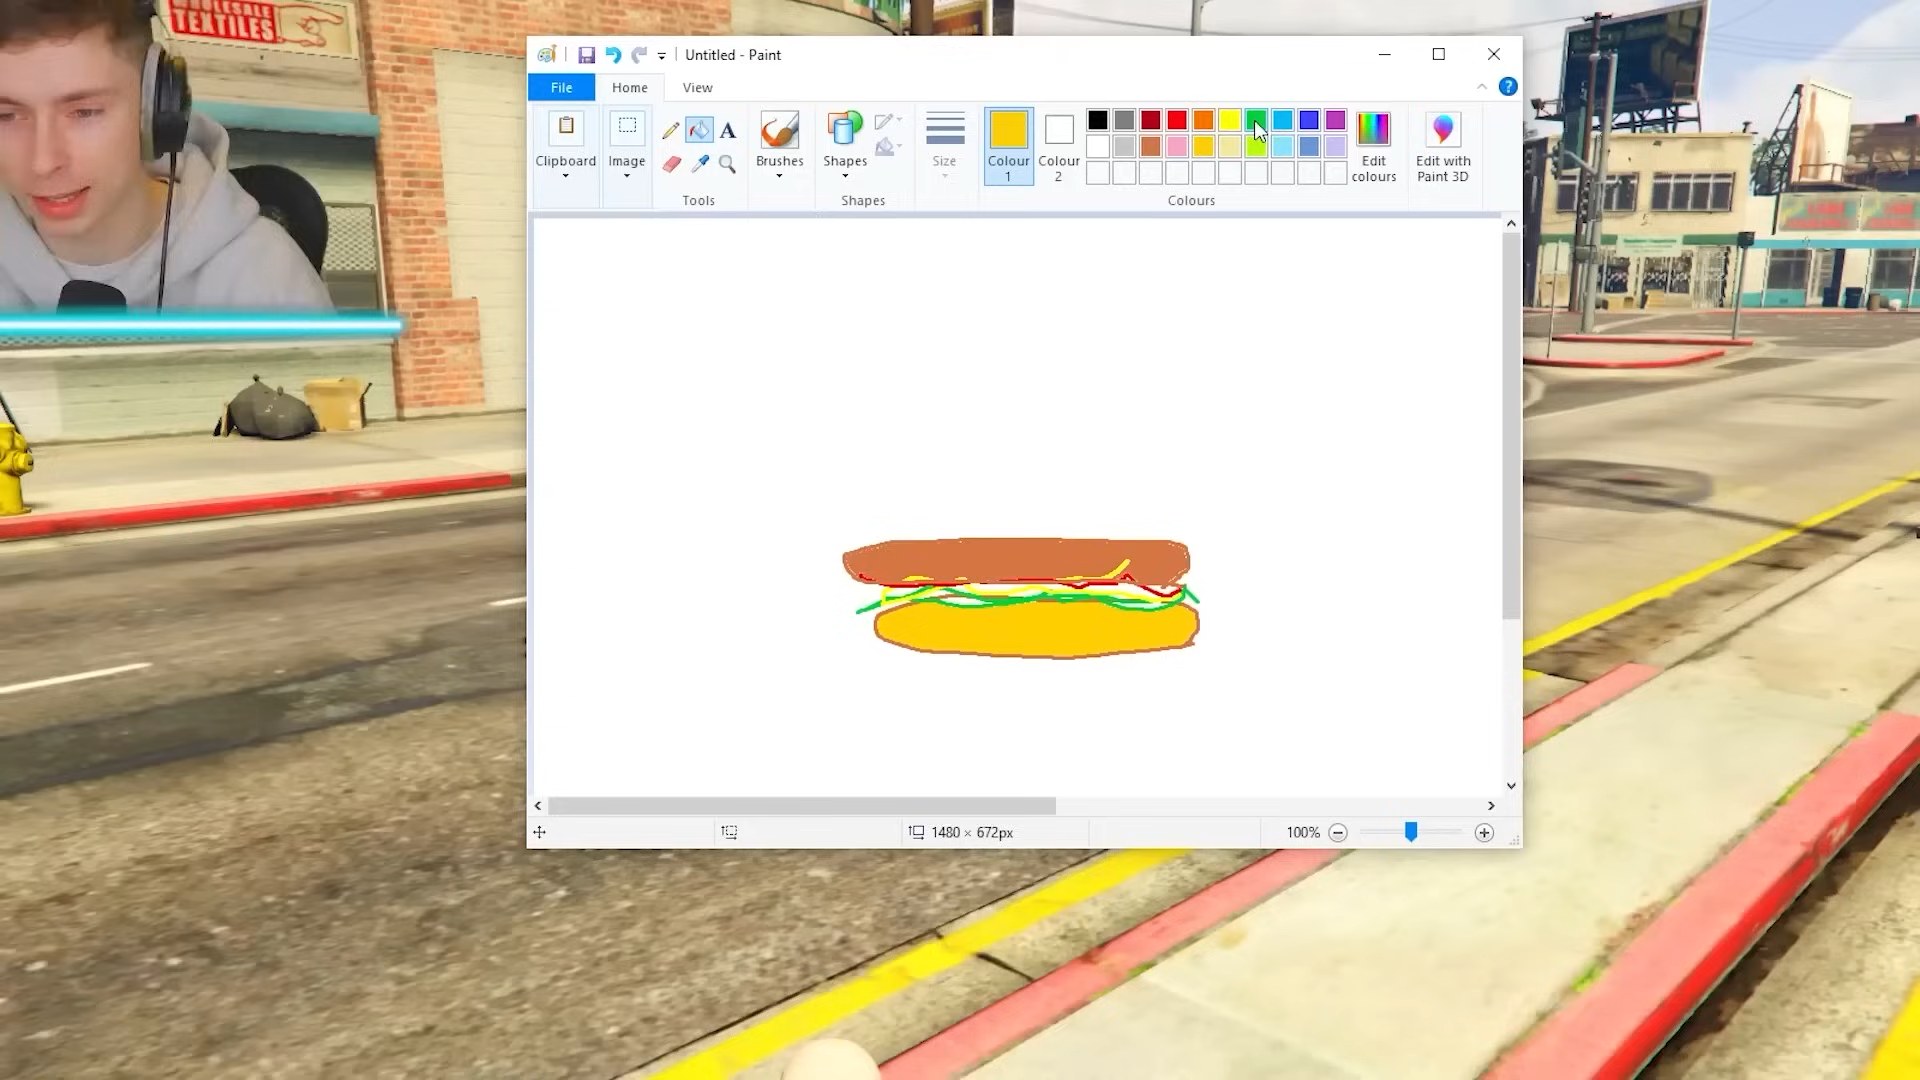 WHOLESALE
TEXTILES!
Untitled - Paint
File
Home
View
Clipboard
Image
A
Tools
Brushes
Shapes
Shapes
Size
Colour
1
Colour
2
Edit
colours
Edit with
Paint 3D
Colours
1480 × 672px
100%